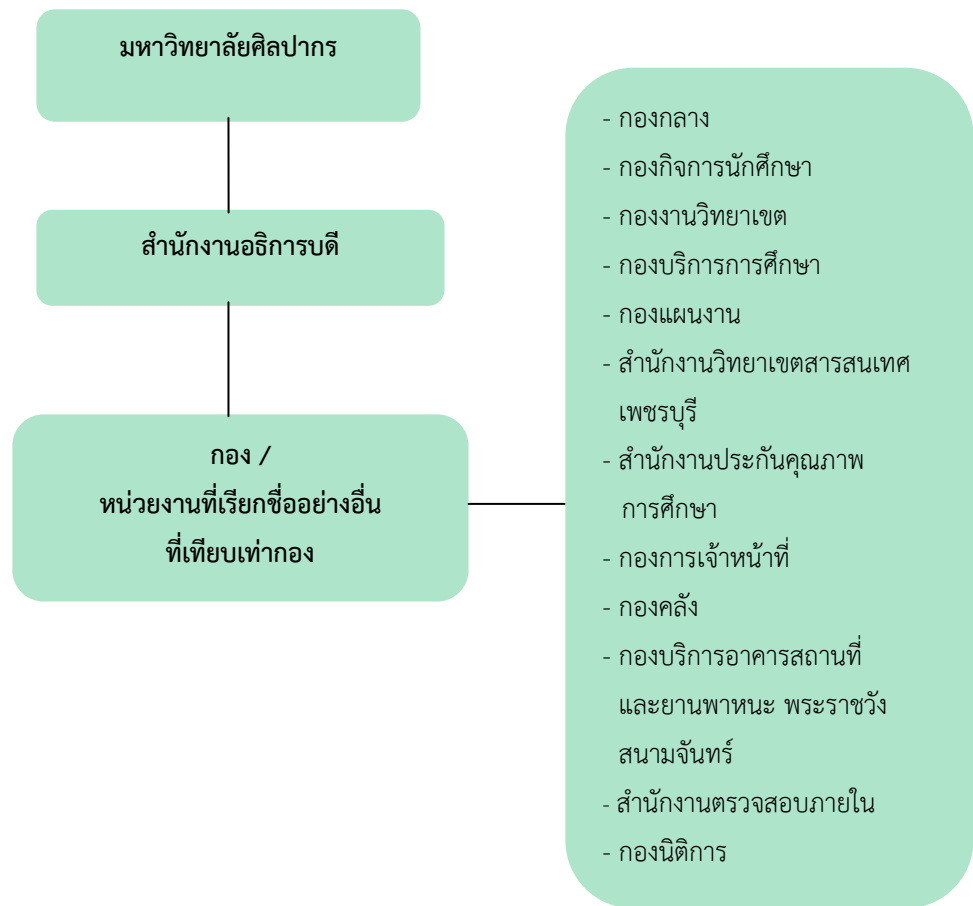 มหาวิทยาลัยศิลปากร
สำนักงานอธิการบดี
กอง /
หน่วยงานที่เรียกชื่ออย่างอื่น
ที่เทียบเท่ากอง
- กองกลาง
- กองกิจการนักศึกษา
- กองงานวิทยาเขต
- กองบริการการศึกษา
- กองแผนงาน
- สำนักงานวิทยาเขตสารสนเทศ
เพชรบุรี
- สำนักงานประกันคุณภาพ
การศึกษา
- กองการเจ้าหน้าที่
- กองคลัง
- กองบริการอาคารสถานที่
และยานพาหนะ พระราชวัง
สนามจันทร์
- สำนักงานตรวจสอบภายใน
- กองนิติการ